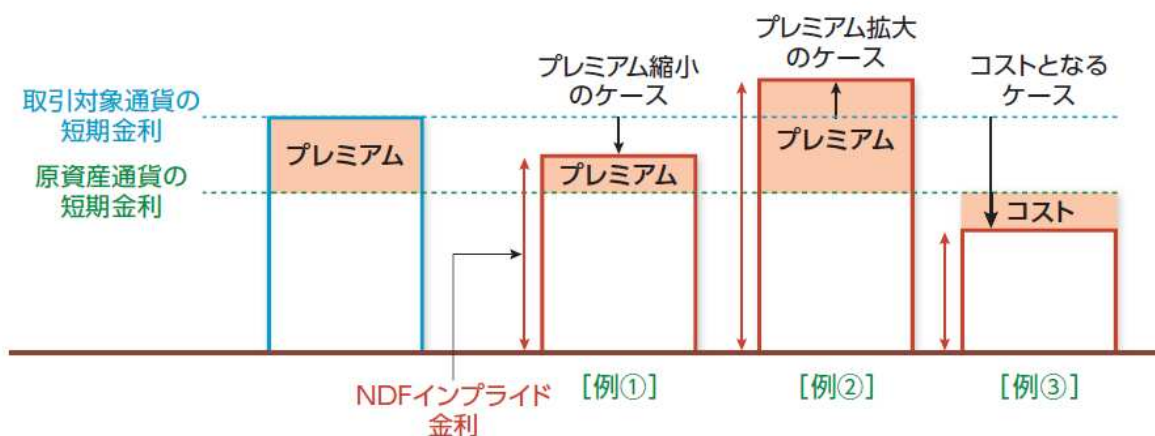 取引対象通貨の
短期金利
原資産通貨の
短期金利
プレミアム
プレミアム縮小
のケース
プレミアム
プレミアム拡大
のケース
プレミアム
コストとなる
ケース
コスト
NDFインプライド
金利
［例①］
［例②］
［例③］